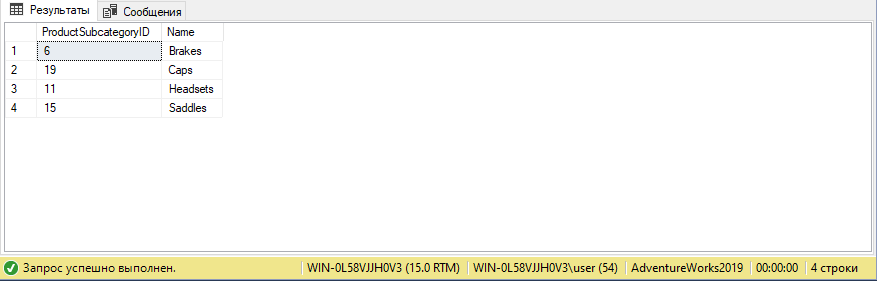 Результаты Сообщения
ProductSubcategoryID Name
1 6 Brakes
2 19 Caps
3 11 Headsets
4 15 Saddles
Запрос успешно выполнен. WIN-0L58VJJH0V3 (15.0 RTM) WIN-0L58VJJH0V3\user (54) AdventureWorks2019 00:00:00 4 строки